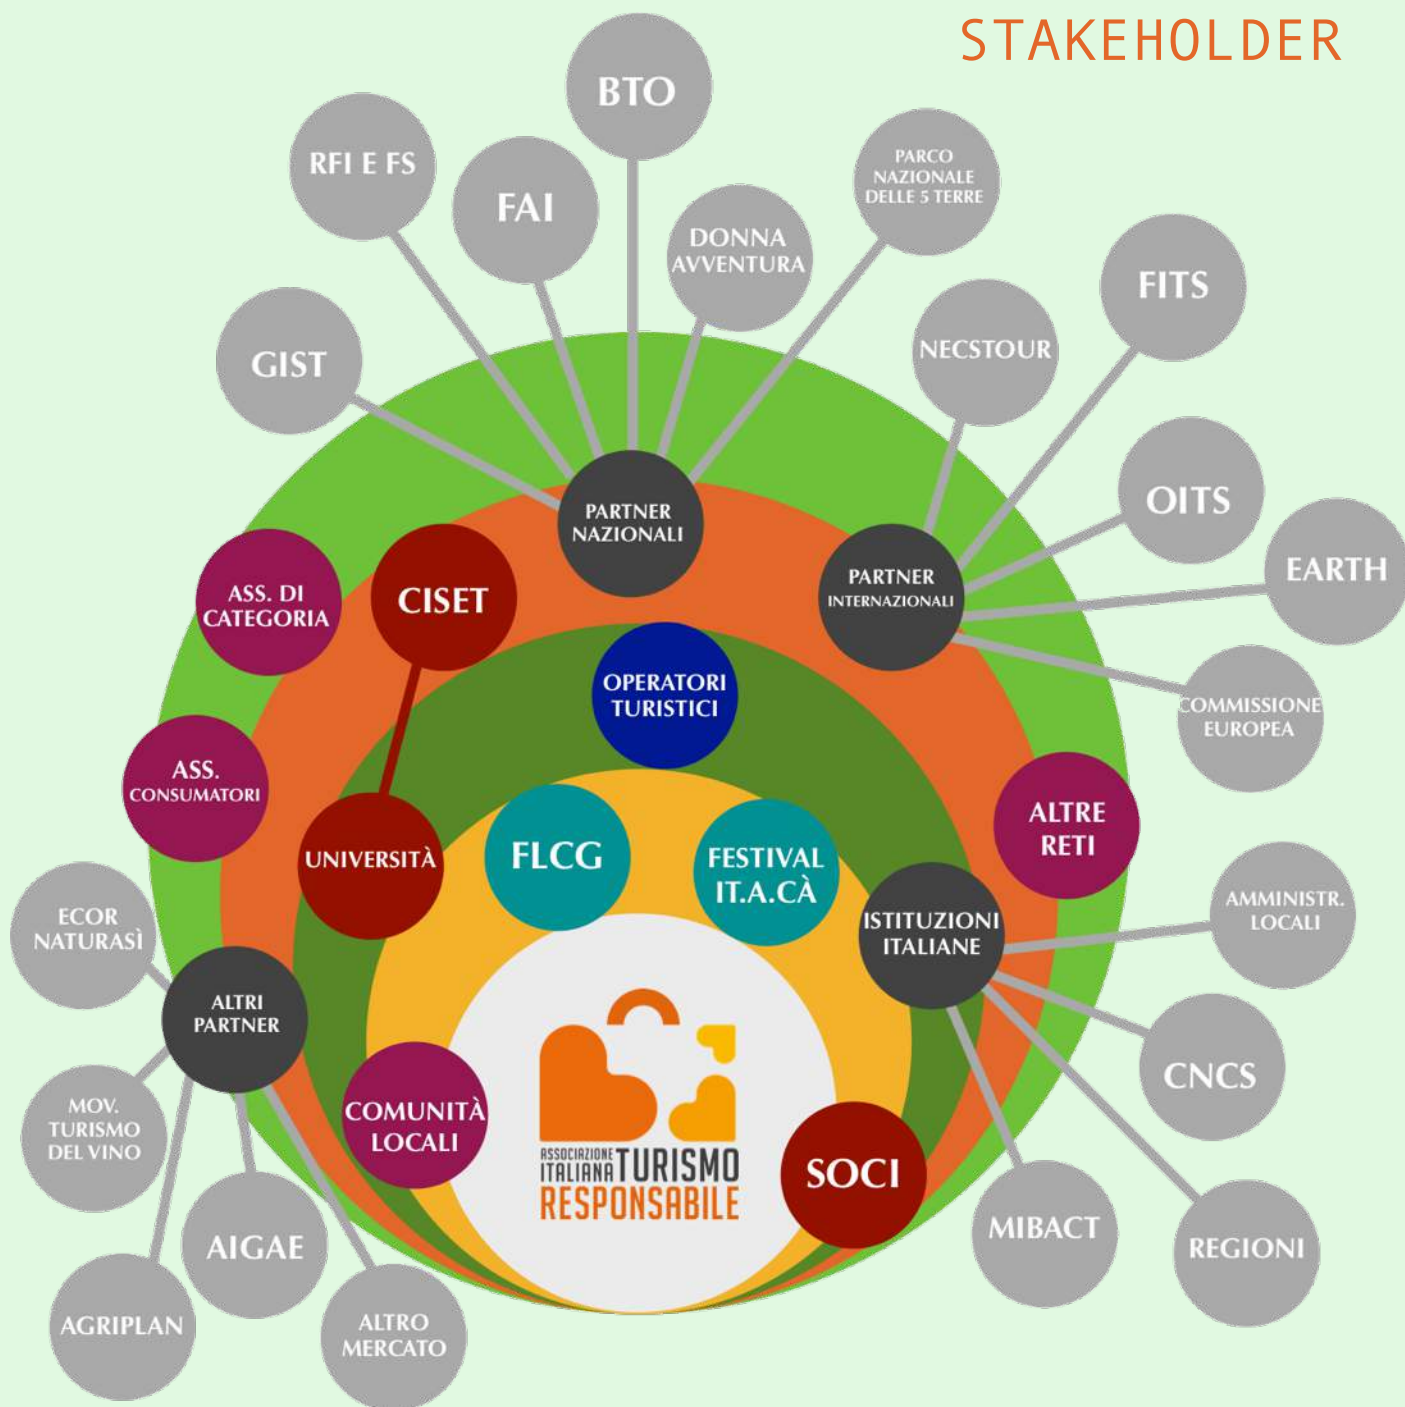 STAKEHOLDER
BTO
RFI E FS
FAI
PARCO
NAZIONALE
DELLE 5 TERRE
DONNA
AVVENTURA
FITS
GIST
NECSTOUR
OITS
PARTNER
NAZIONALI
EARTH
PARTNER
INTERNAZIONALI
ASS. DI
CATEGORIA
CISET
OPERATORI
TURISTICI
COMMISSIONE
EUROPEA
ASS.
CONSUMATORI
ALTRE
RETI
UNIVERSITÀ
FLCG
FESTIVAL
IT.A.CÀ
ISTITUZIONI
ITALIANE
AMMINISTR.
LOCALI
ECOR
NATURASÌ
ALTRI
PARTNER
CNCS
COMUNITÀ
LOCALI
MOV.
TURISMO
DEL VINO
ASSOCIAZIONE
ITALIANA TURISMO
RESPONSABILE
SOCI
MIBACT
REGIONI
AIGAE
AGRIPLAN
ALTRO
MERCATO